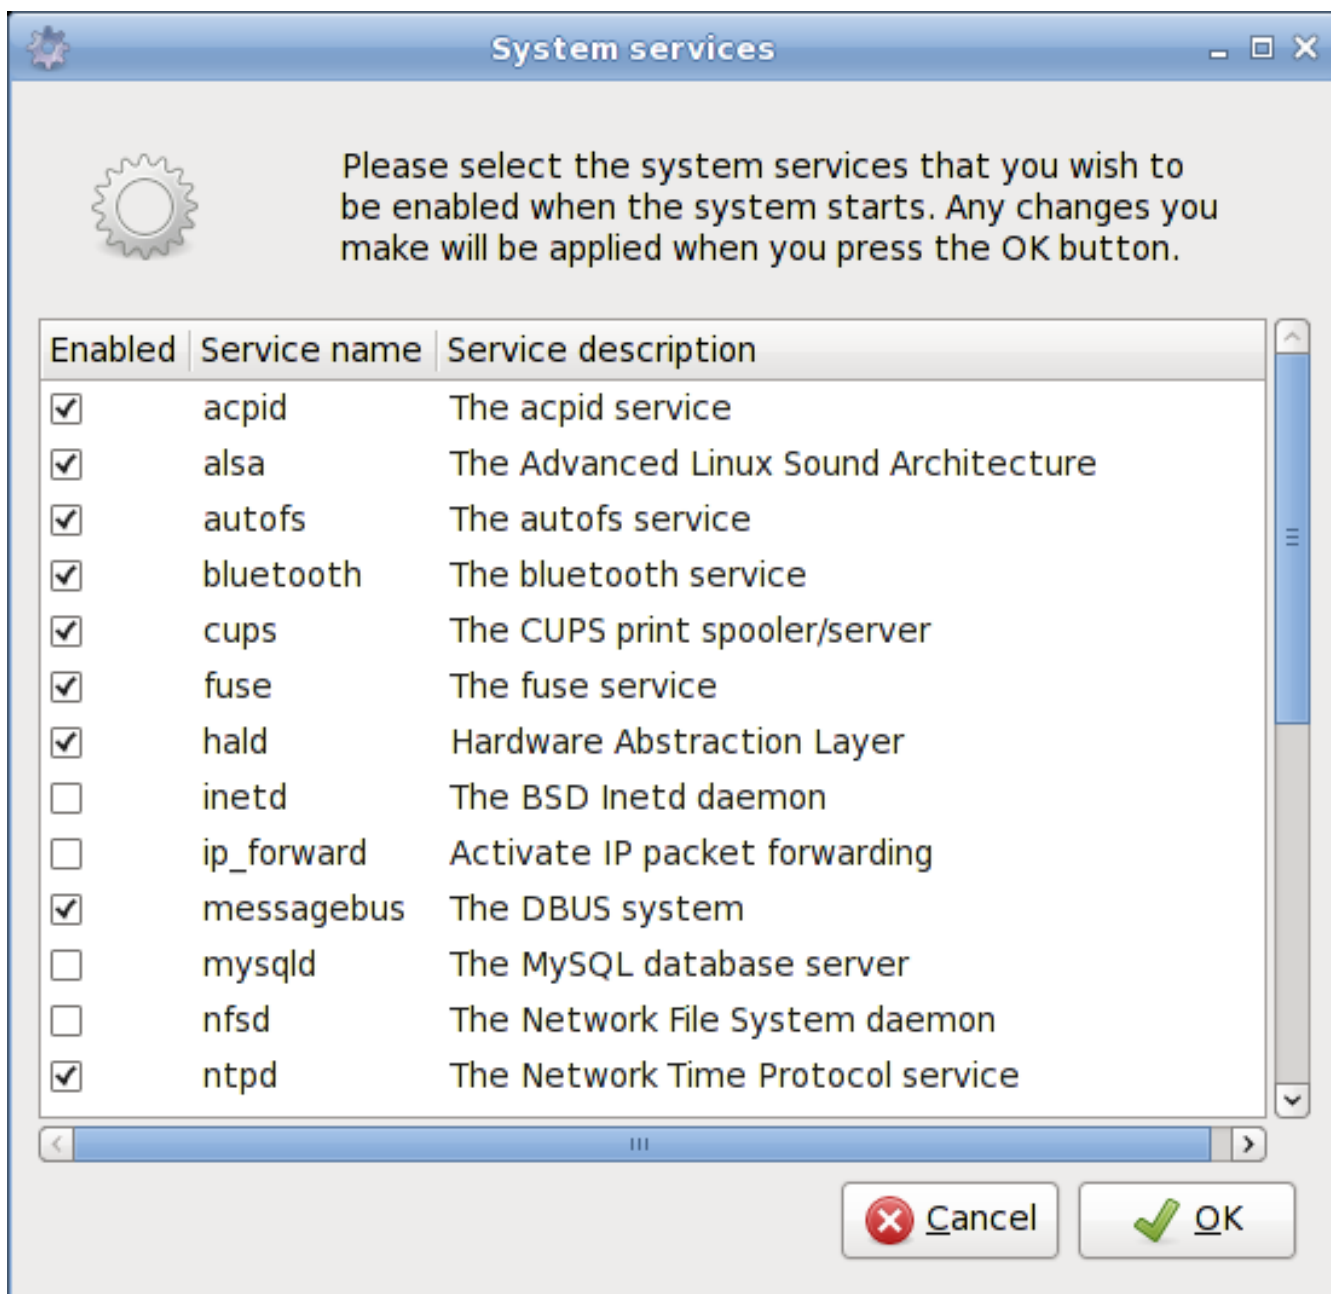 System services
Please select the system services that you wish to
be enabled when the system starts. Any changes you
make will be applied when you press the OK button.
Enabled Service name Service description
acpid The acpid service
alsa The Advanced Linux Sound Architecture
autofs The autofs service
bluetooth The bluetooth service
cups The CUPS print spooler/server
fuse The fuse service
hald Hardware Abstraction Layer
inetd The BSD Inetd daemon
ip_forward Activate IP packet forwarding
messagebus The DBUS system
mysqld The MySQL database server
nfsd The Network File System daemon
ntpd The Network Time Protocol service
Cancel OK